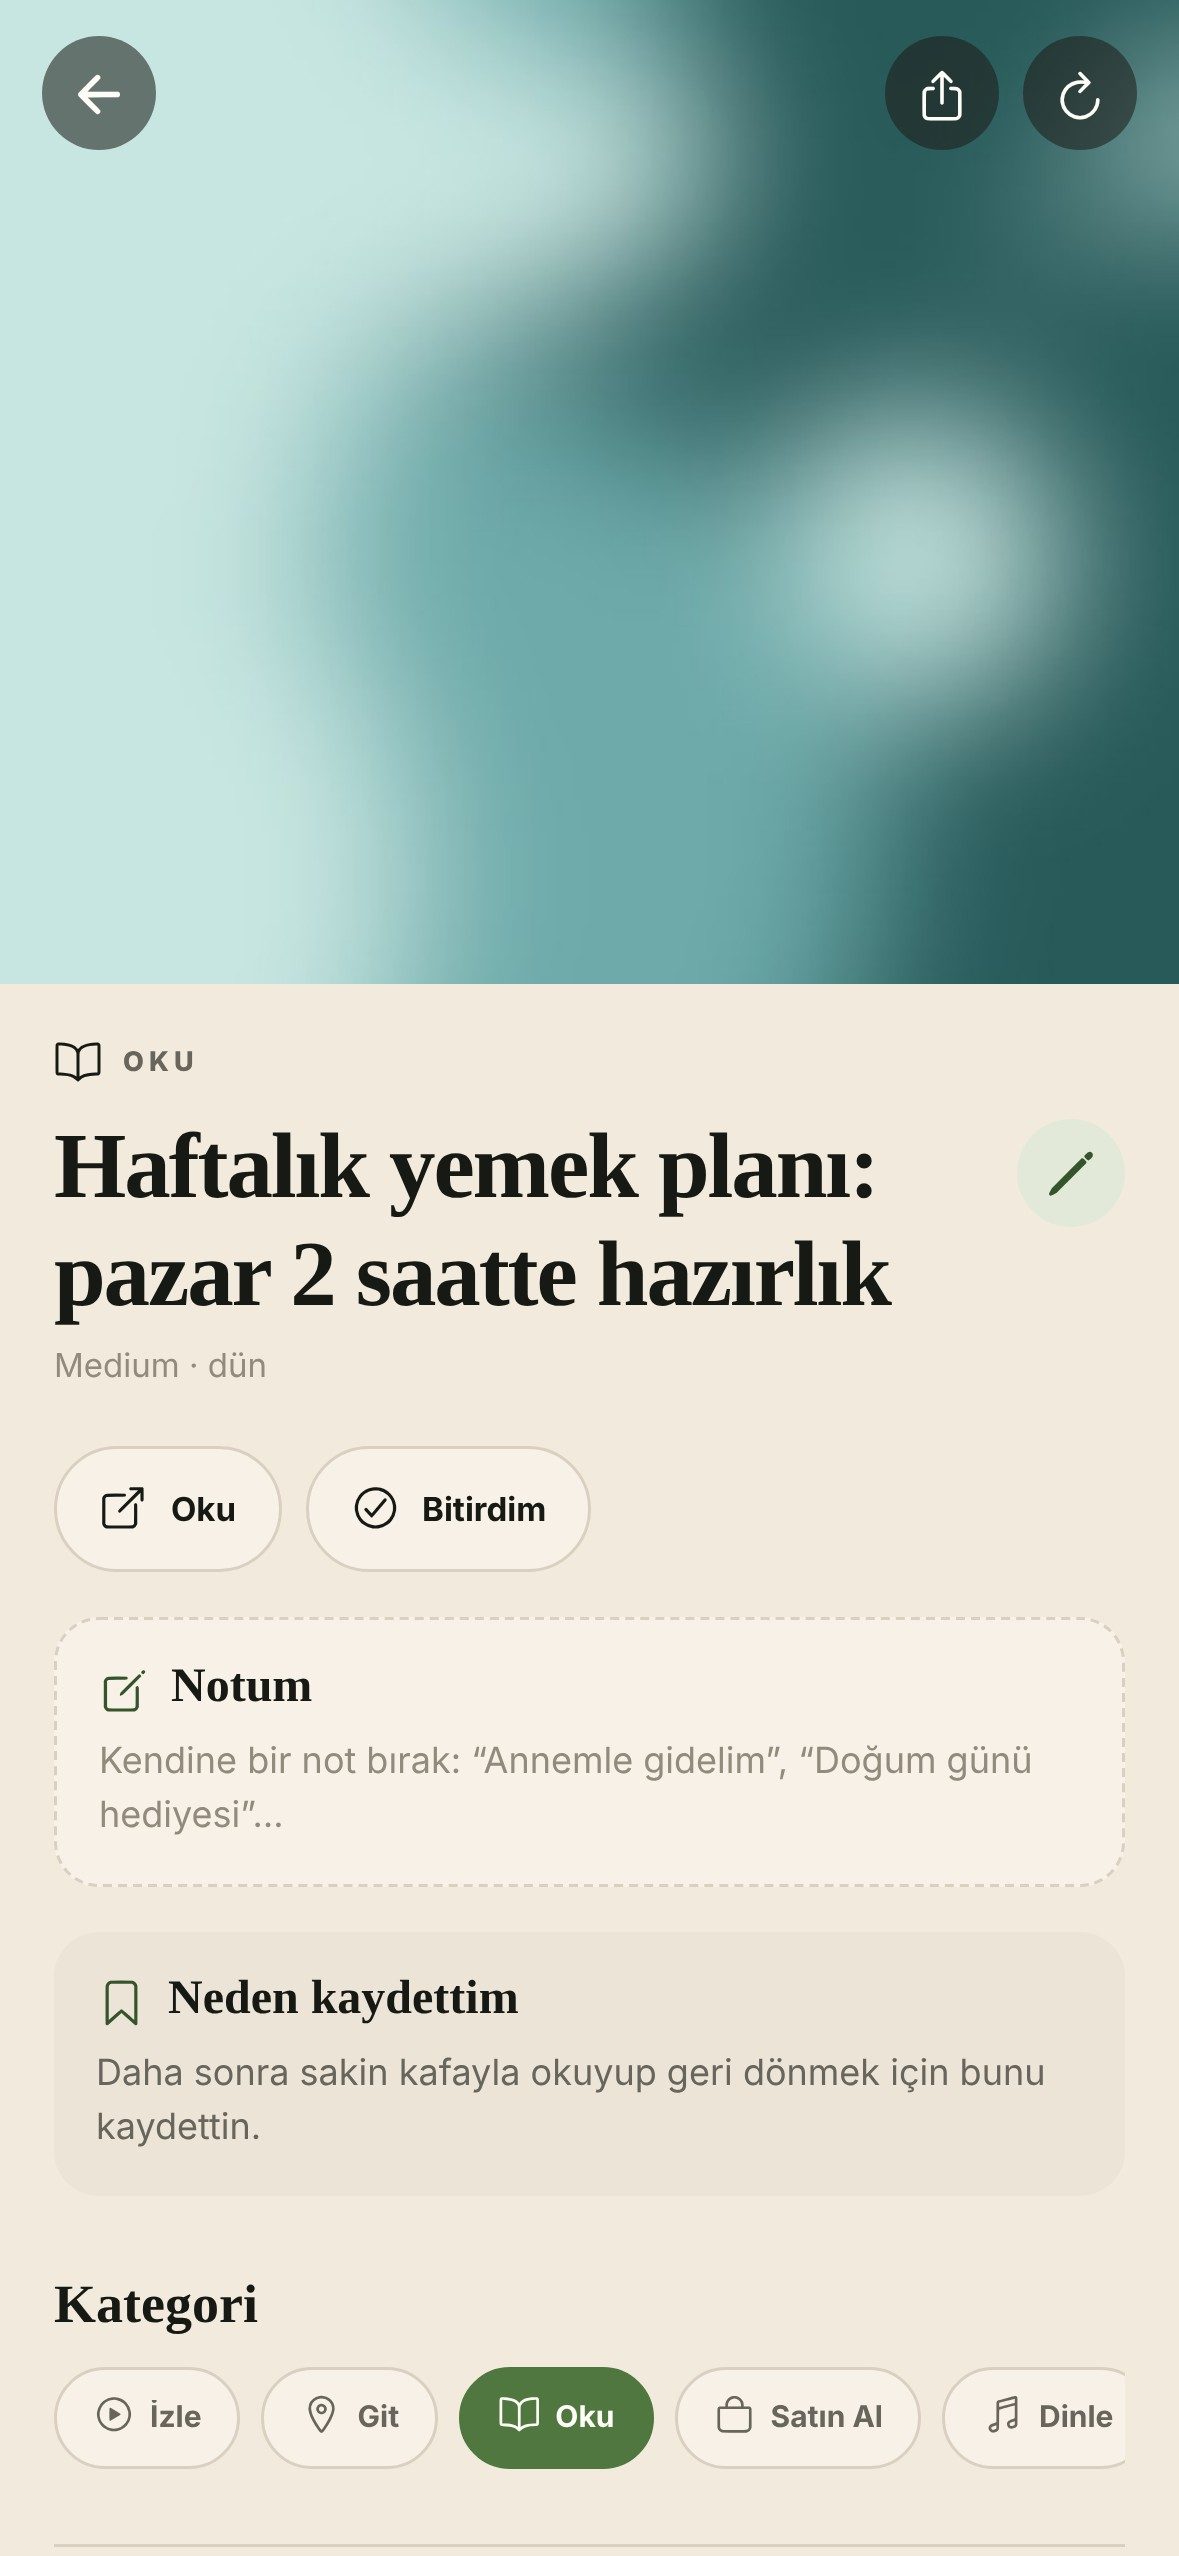 OKU
Haftalık yemek planı:
pazar 2 saatte hazırlık
Medium · dün
Oku
Bitirdim
Notum
Kendine bir not bırak: “Annemle gidelim”, “Doğum günü
hediyesi”...
Neden kaydettim
Daha sonra sakin kafayla okuyup geri dönmek için bunu
kaydettin.
Kategori
İzle
Git
Oku
Satın Al
Dinle